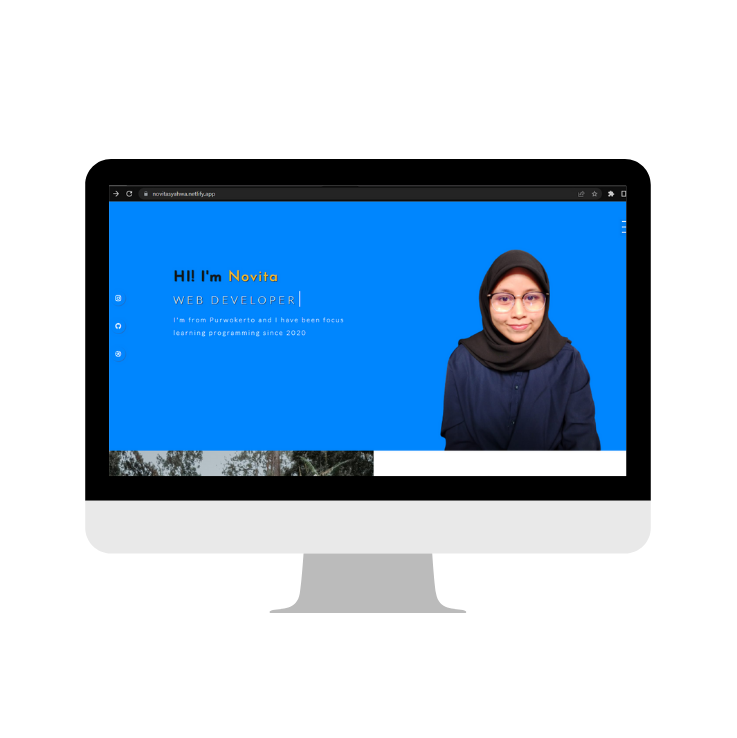 novitasyahwa.netlify.app
HI! I'm Novita
WEB DEVELOPER
I'm from Purwokerto and I have been focus
learning programming since 2020